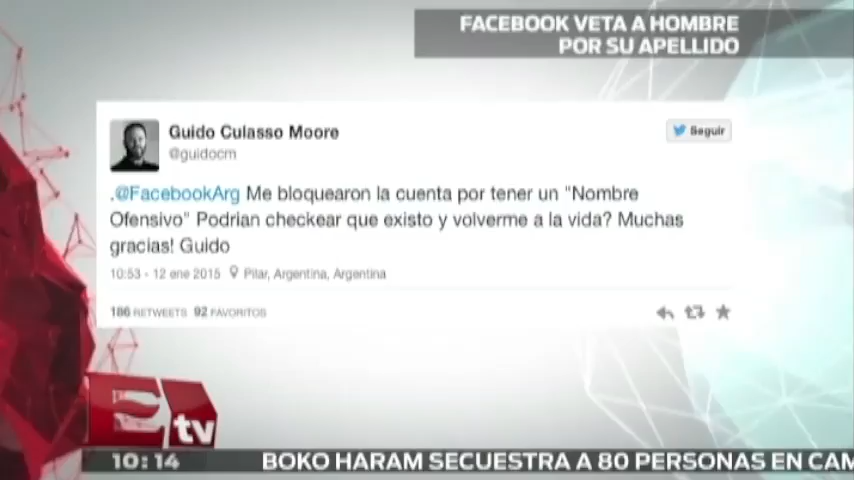 FACEBOOK VETA A HOMBRE
POR SU APELLIDO
Guido Culasso Moore
@guidocm
Seguir
.@FacebookArg Me bloquearon la cuenta por tener un "Nombre
Ofensivo" Podrian checkear que existo y volverme a la vida? Muchas
gracias! Guido
10:53 - 12 ene 2015 Pilar, Argentina, Argentina
186 RETWEETS 92 FAVORITOS
E tv
10:14 BOKO HARAM SECUESTRA A 80 PERSONAS EN CAM